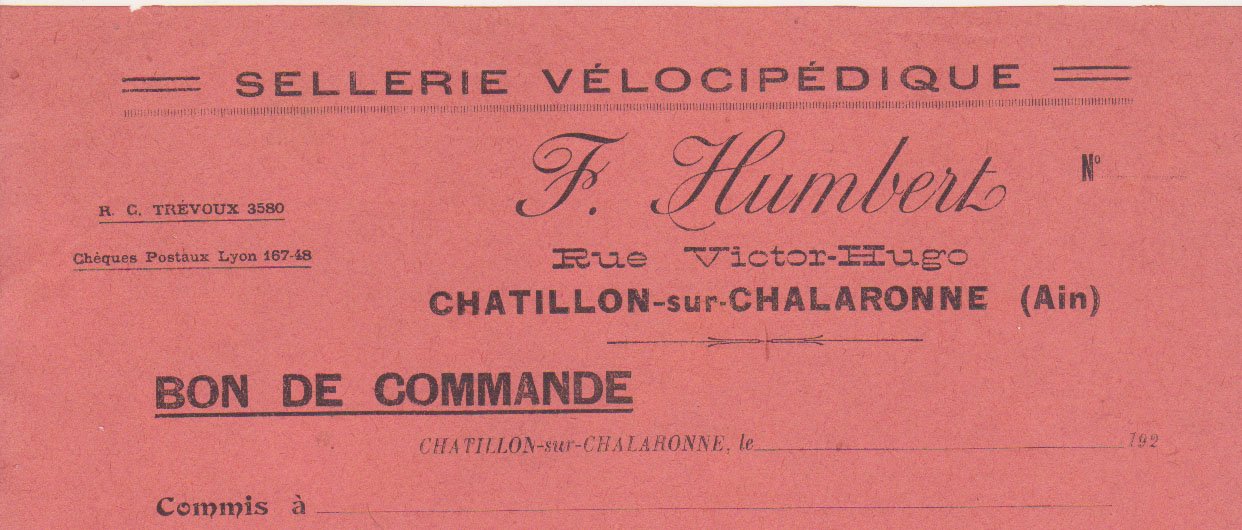 SELLERIE VÉLOCIPÉDIQUE
F. Humbert
N°
R. C. TRÉVOUX 3580
Chèques Postaux Lyon 167-48
Rue Victor-Hugo
CHATILLON-sur-CHALARONNE (Ain)
BON DE COMMANDE
CHATILLON-sur-CHALARONNE, le 192
Commis à